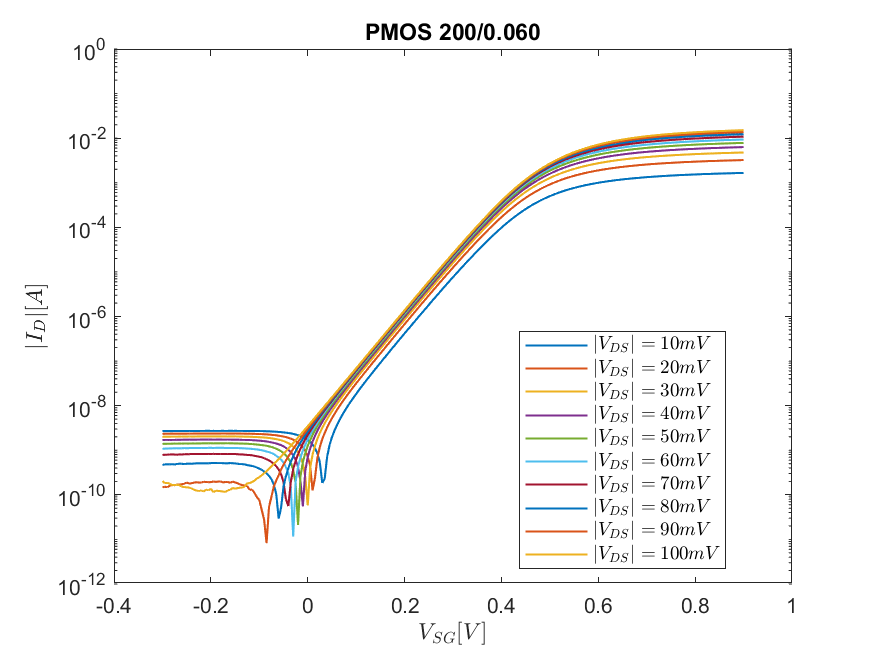 PMOS 200/0.060
10^0
10^-2
10^-4
10^-6
10^-8
10^-10
10^-12
|I_D|[A]
|V_DS| = 10mV
|V_DS| = 20mV
|V_DS| = 30mV
|V_DS| = 40mV
|V_DS| = 50mV
|V_DS| = 60mV
|V_DS| = 70mV
|V_DS| = 80mV
|V_DS| = 90mV
|V_DS| = 100mV
-0.4 -0.2 0 0.2 0.4 0.6 0.8 1
V_SG[V]